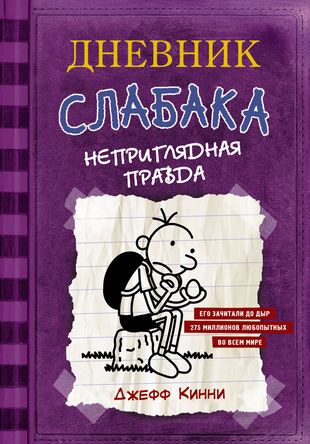 ДНЕВНИК
СЛАБАКА
НЕПРИГЛЯДНАЯ
ПРАВДА
ЕГО ЗАЧИТАЛИ ДО ДЫР
275 МИЛЛИОНОВ ЛЮБОПЫТНЫХ
ВО ВСЕМ МИРЕ
ДЖЕФФ КИННИ